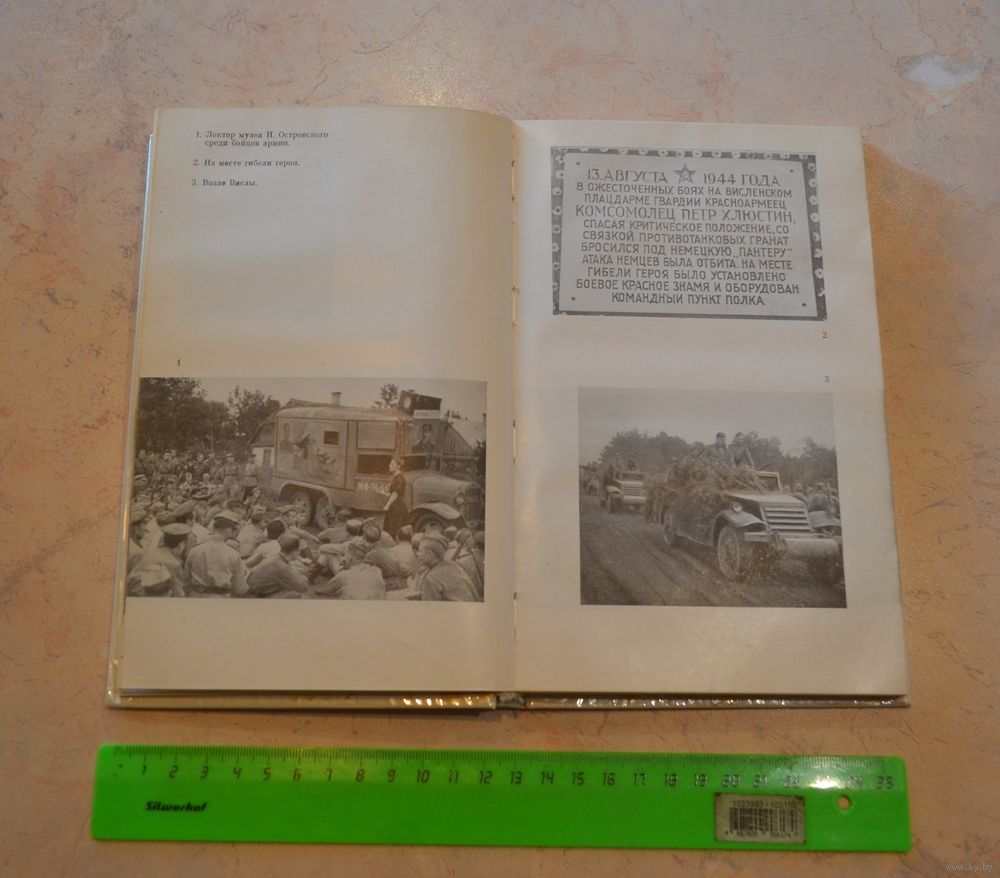 1. Лектор музея Н. Островского
среди бойцов армии.
2. На месте гибели героя.
3. Возле Вислы.
1
13 АВГУСТА 1944 ГОДА
В ОЖЕСТОЧЕННЫХ БОЯХ НА ВИСЛЕНСКОМ
ПЛАЦДАРМЕ ГВАРДИИ КРАСНОАРМЕЕЦ
КОМСОМОЛЕЦ ПЕТР ХЛЮСТИН,
СПАСАЯ КРИТИЧЕСКОЕ ПОЛОЖЕНИЕ, СО
СВЯЗКОЙ ПРОТИВОТАНКОВЫХ ГРАНАТ
БРОСИЛСЯ ПОД НЕМЕЦКУЮ „ПАНТЕРУ"
АТАКА НЕМЦЕВ БЫЛА ОТБИТА. НА МЕСТЕ
ГИБЕЛИ ГЕРОЯ БЫЛО УСТАНОВЛЕНО
БОЕВОЕ КРАСНОЕ ЗНАМЯ И ОБОРУДОВАН
КОМАНДНЫЙ ПУНКТ ПОЛКА
2
3
1 2 3 4 5 6 7 8 9 10 11 12 13 14 15 16 17 18 19 20 21
Silwerhof
www.ay.by